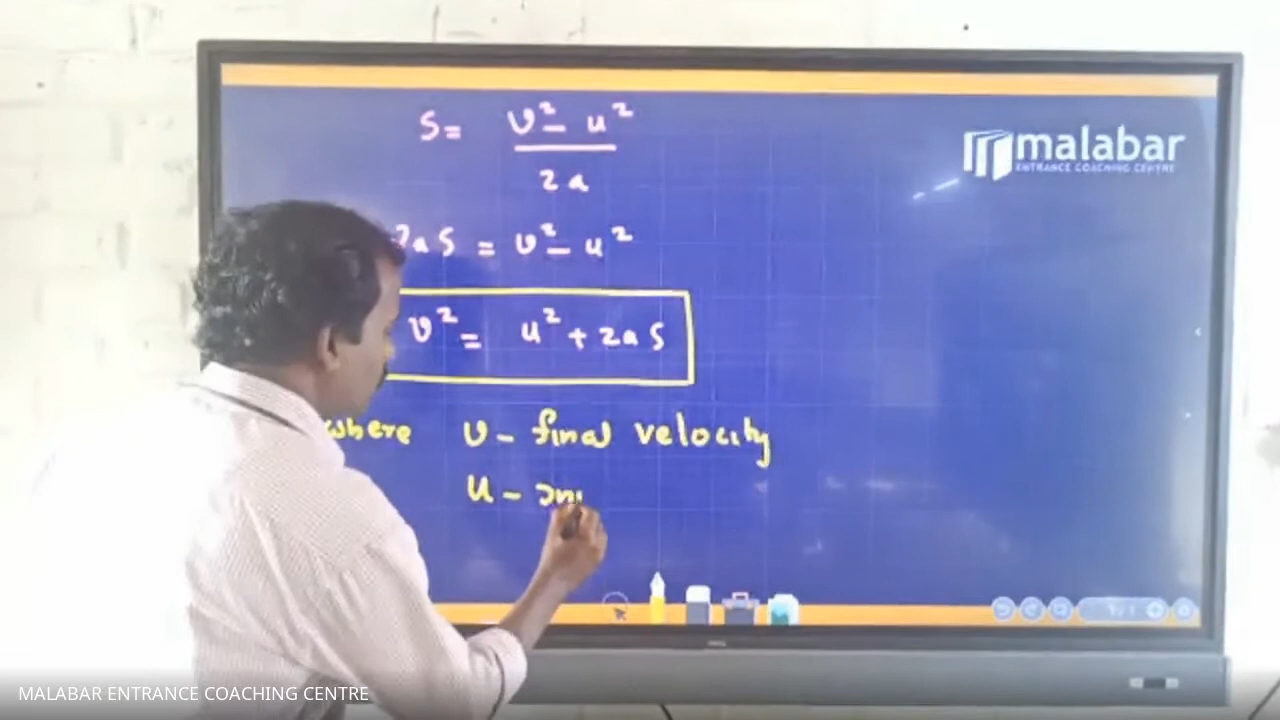 S = v² - u² / 2a
malabar
ENTRANCE COACHING CENTRE
2aS = v² - u²
v² = u² + 2aS
where v - final velocity
u - Ini
MALABAR ENTRANCE COACHING CENTRE